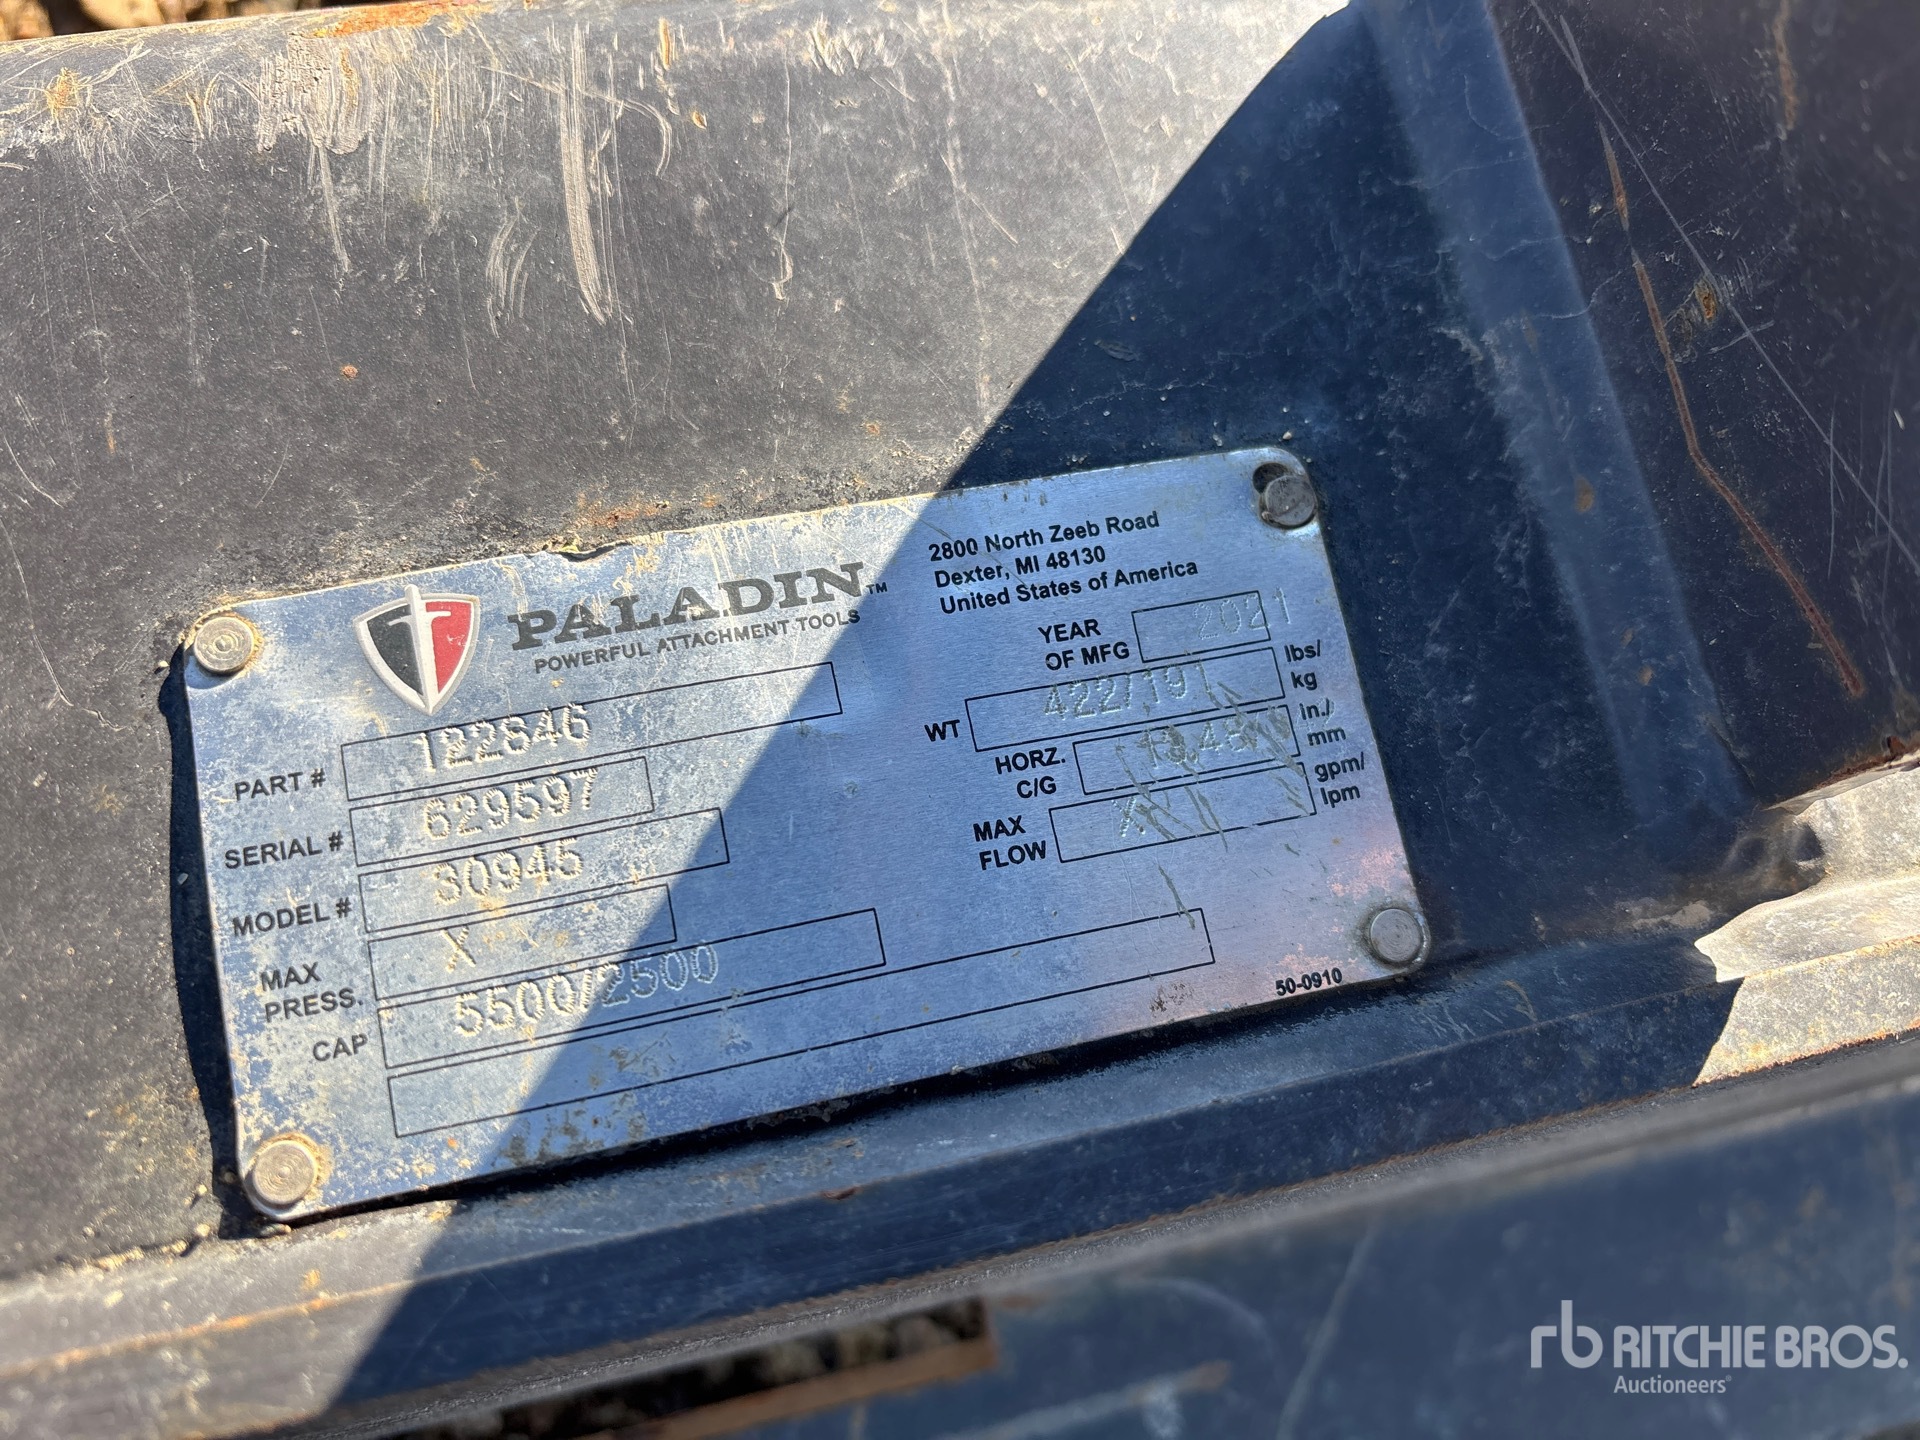 PALADIN™
POWERFUL ATTACHMENT TOOLS
2800 North Zeeb Road
Dexter, MI 48130
United States of America
YEAR OF MFG 2021
PART # 122846
WT 422/191 lbs/kg
SERIAL # 629597
HORZ. C/G in./mm
MODEL # 30945
MAX FLOW X gpm/lpm
MAX PRESS. X
CAP 5500/2500
50-0910
rb RITCHIE BROS.
Auctioneers